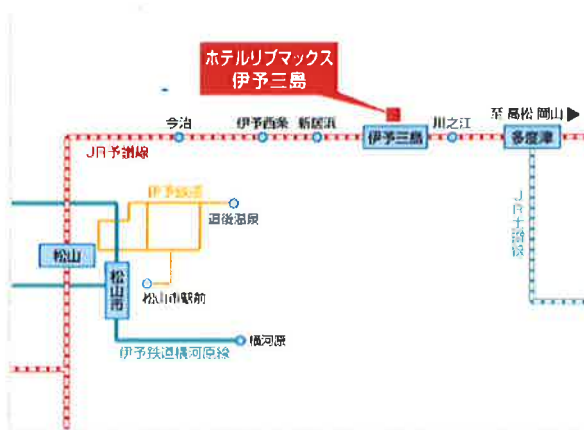 ホテルリブマックス
伊予三島
至 高松 岡山 ▶
今治
伊予西条
新居浜
伊予三島
川之江
多度津
JR予讃線
伊予鉄道
道後温泉
JR土讃線
松山
松山市
松山市駅前
横河原
伊予鉄道横河原線